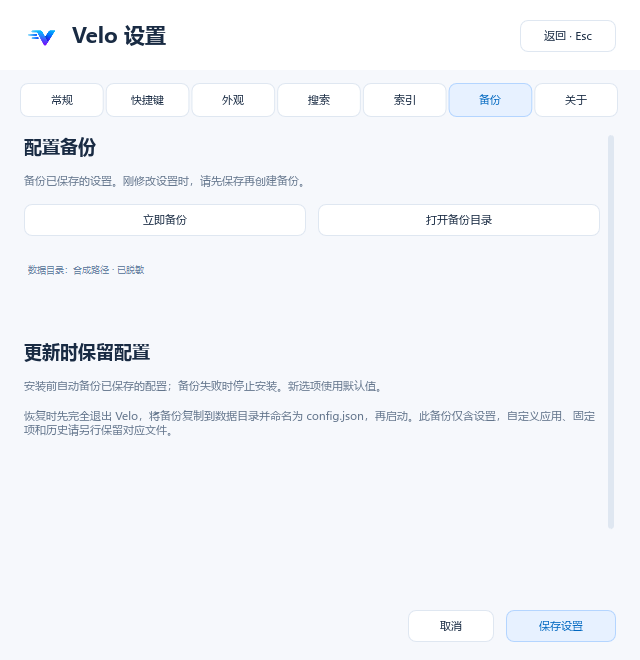 Velo 设置
返回 · Esc
常规
快捷键
外观
搜索
索引
备份
关于
配置备份
备份已保存的设置。刚修改设置时，请先保存再创建备份。
立即备份
打开备份目录
数据目录：合成路径 · 已脱敏
更新时保留配置
安装前自动备份已保存的配置；备份失败时停止安装。新选项使用默认值。
恢复时先完全退出 Velo，将备份复制到数据目录并命名为 config.json，再启动。此备份仅含设置，自定义应用、固定
项和历史请另行保留对应文件。
取消
保存设置